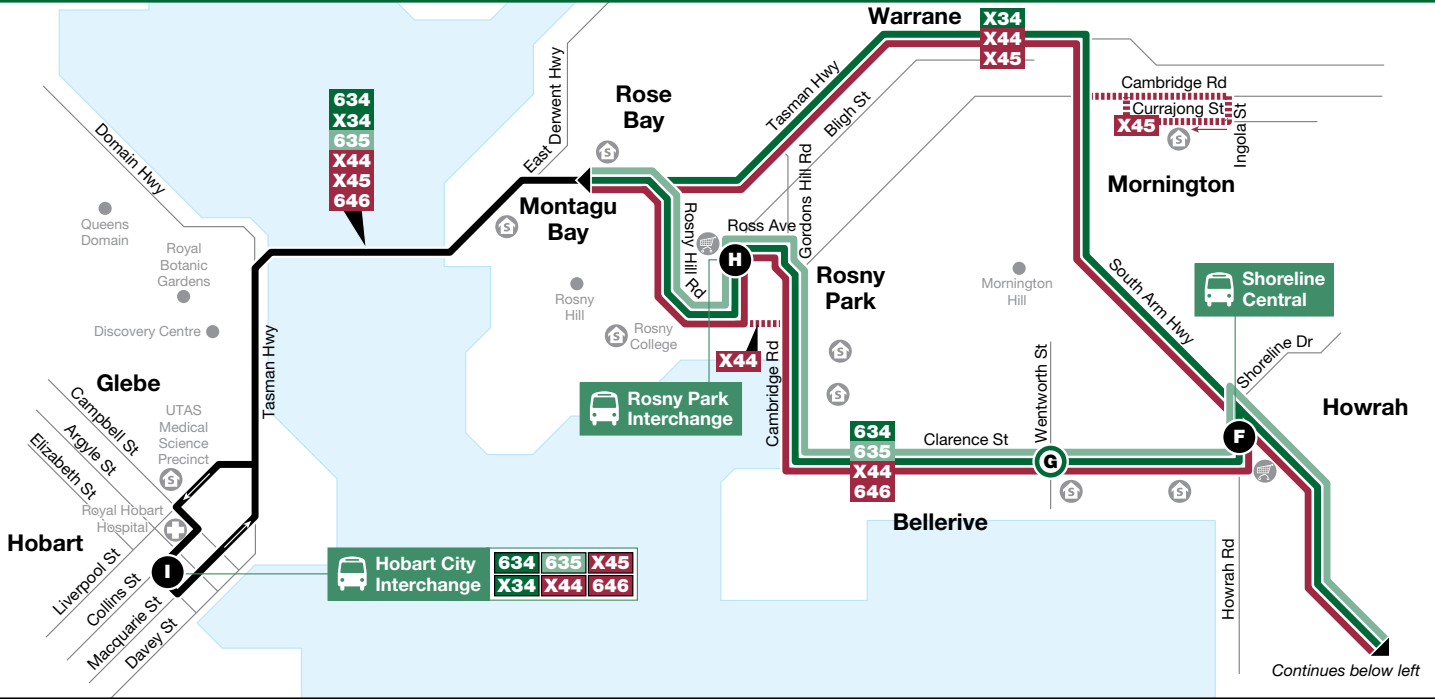 Warrane
X34
X44
X45
Cambridge Rd
Currajong St
X45
Ingola St
Mornington
Tasman Hwy
Bligh St
East Derwent Hwy
Rose
Bay
634
X34
635
X44
X45
646
Domain Hwy
Queens
Domain
Royal
Botanic
Gardens
Discovery Centre
Montagu
Bay
Rosny Hill Rd
Ross Ave
Gordons Hill Rd
H
Rosny
Park
Rosny
Hill
Rosny
College
X44
Mornington
Hill
South Arm Hwy
Shoreline
Central
Shoreline Dr
Howrah
Tasman Hwy
Glebe
Campbell St
Argyle St
Elizabeth St
UTAS
Medical
Science
Precinct
Royal Hobart
Hospital
Rosny Park
Interchange
Cambridge Rd
634
635
X44
646
Clarence St
Wentworth St
G
F
Bellerive
Hobart
Liverpool St
Collins St
Macquarie St
Davey St
I
Hobart City
Interchange
634 635 X45
X34 X44 646
Howrah Rd
Continues below left
S
S
S
S
S
S
S
S
S